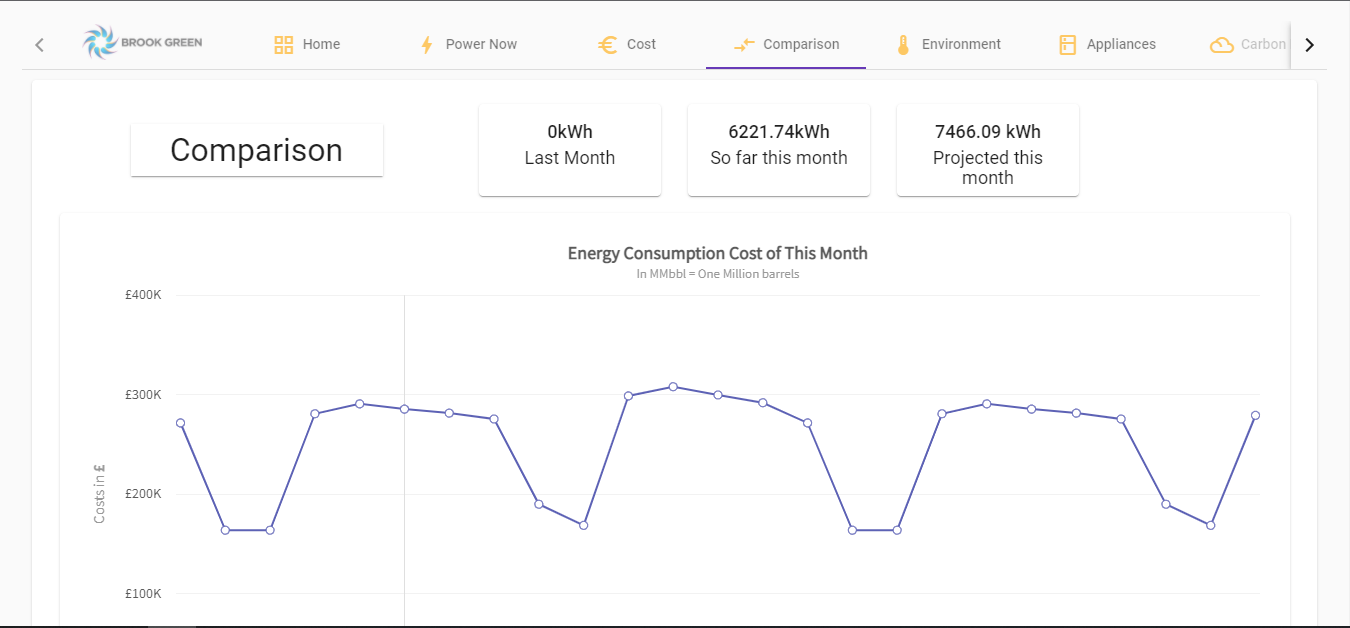 BROOK GREEN
Home
Power Now
Cost
Comparison
Environment
Appliances
Carbon
Comparison
0kWh
Last Month
6221.74kWh
So far this month
7466.09 kWh
Projected this
month
Energy Consumption Cost of This Month
In MMbbl = One Million barrels
£400K
£300K
£200K
£100K
Costs in £